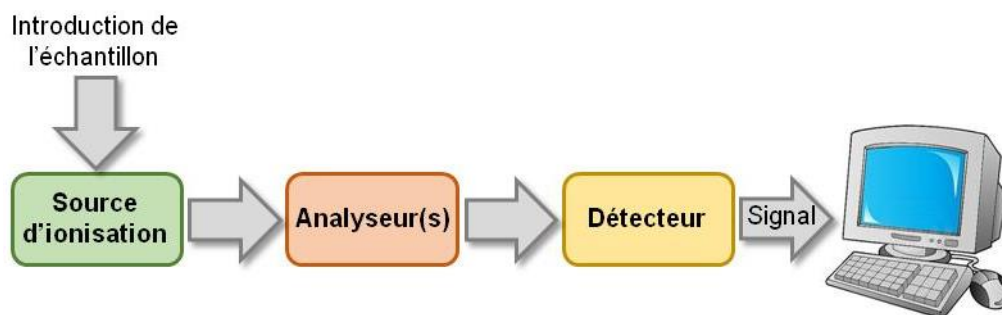 Introduction de
l'échantillon
Source
d'ionisation
Analyseur(s)
Détecteur
Signal